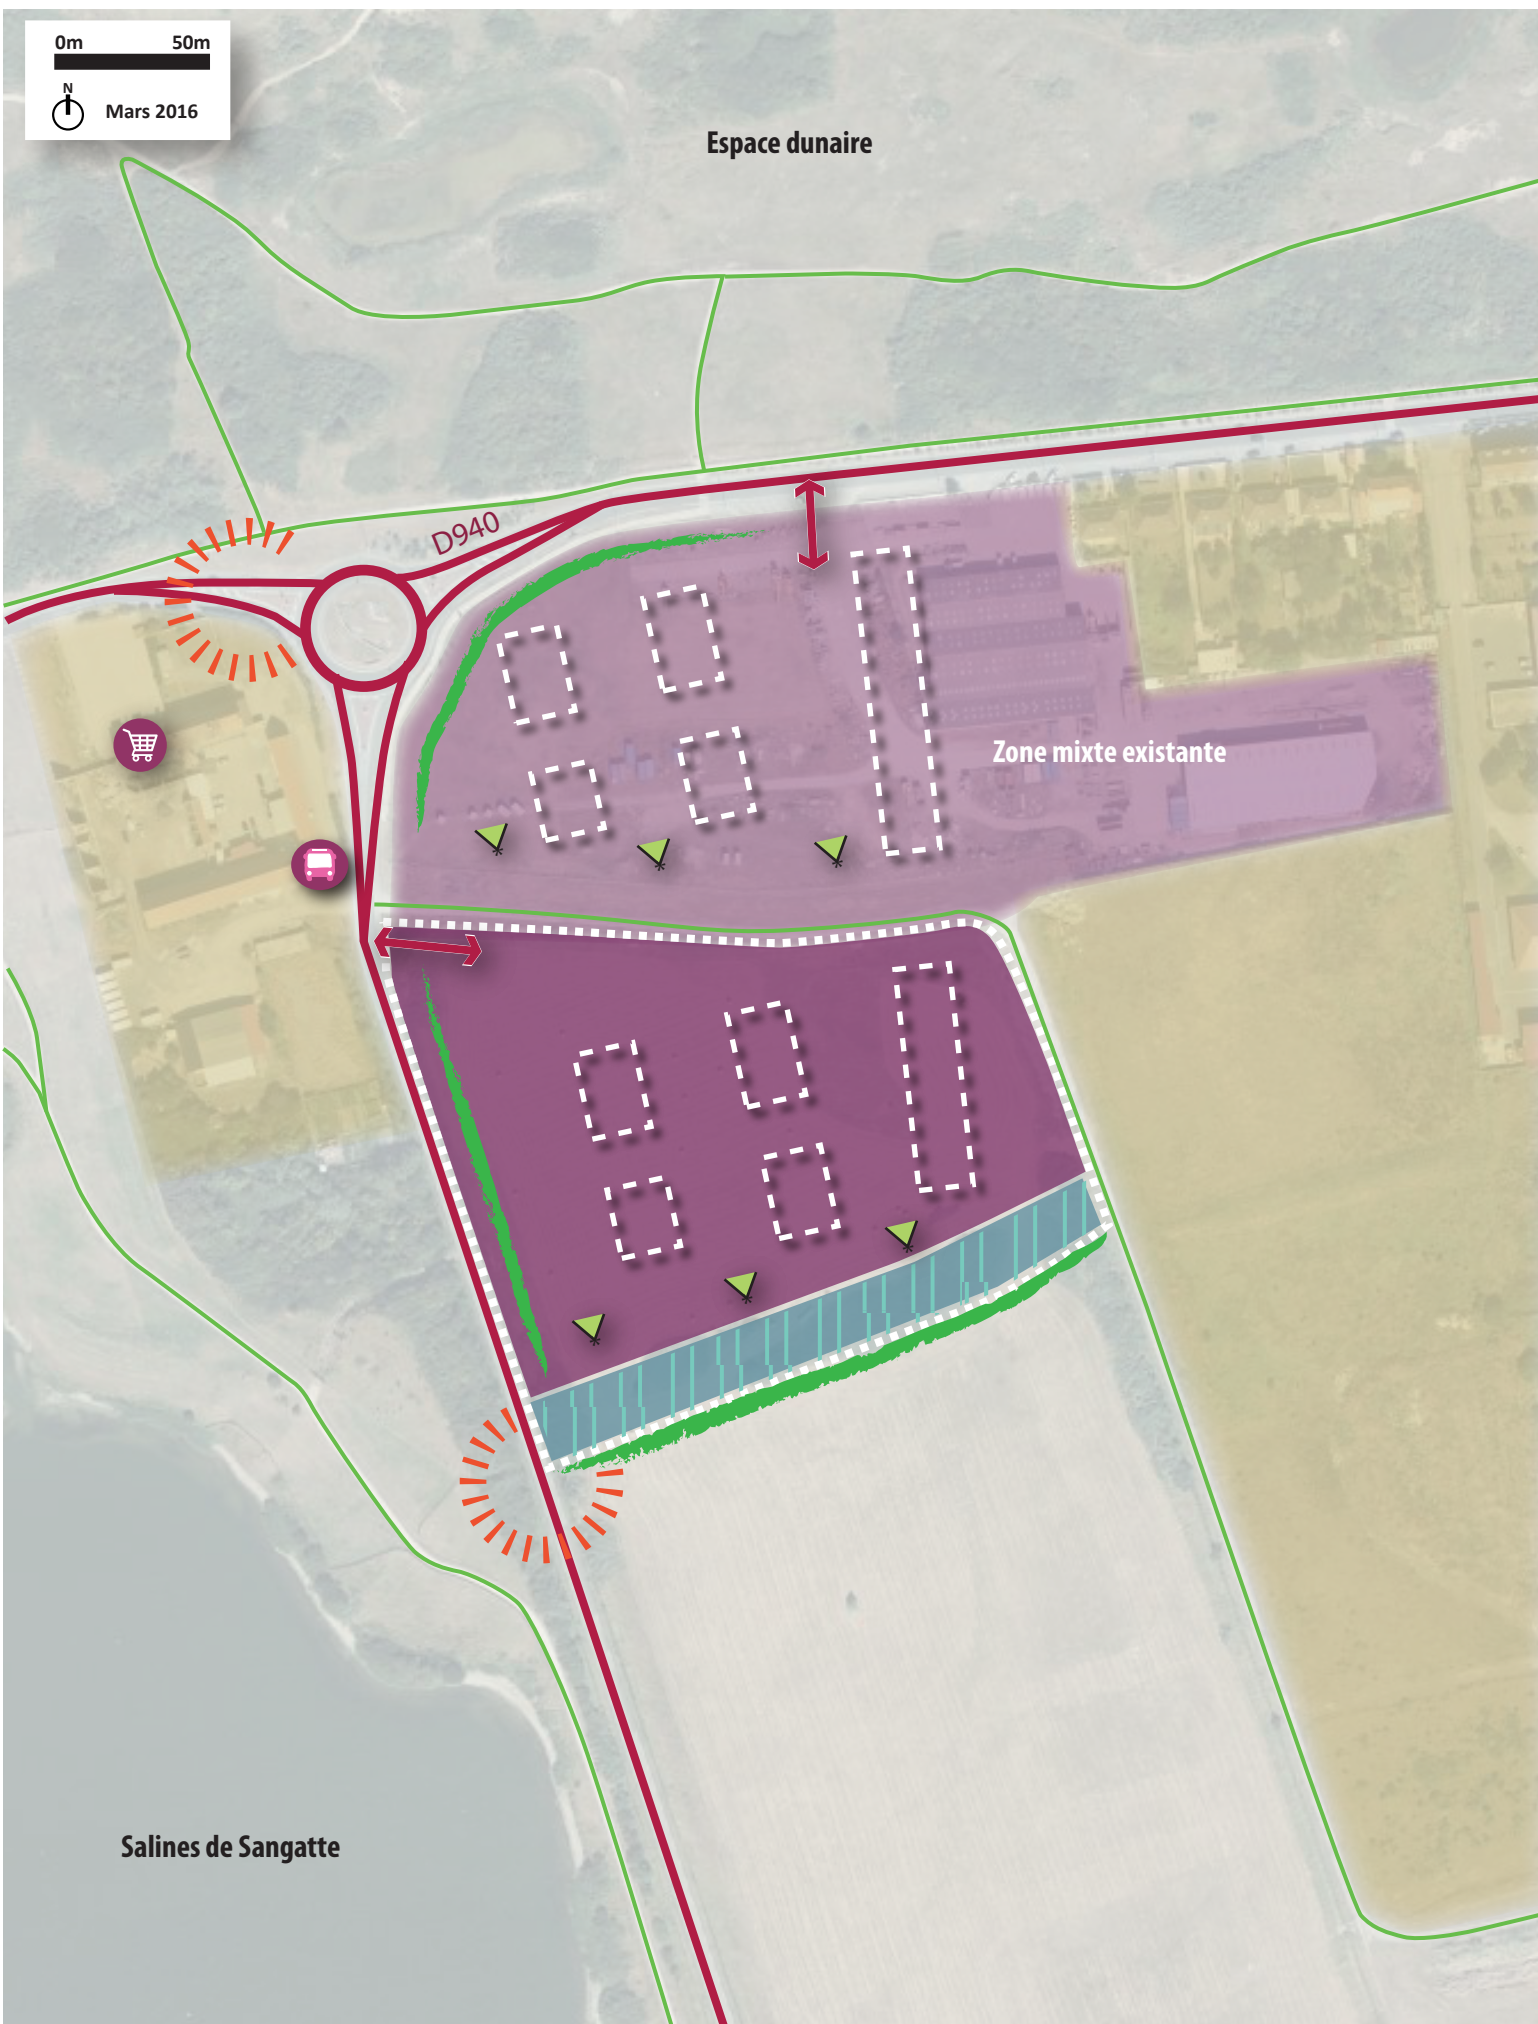 0m 50m
N
Mars 2016
Espace dunaire
D940
Zone mixte existante
Salines de Sangatte